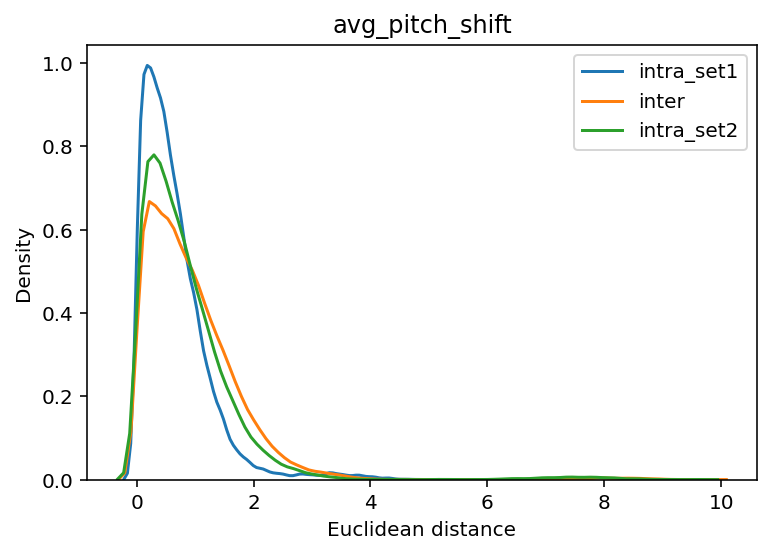 avg_pitch_shift
1.0
0.8
0.6
0.4
0.2
0.0
Density
intra_set1
inter
intra_set2
0 2 4 6 8 10
Euclidean distance